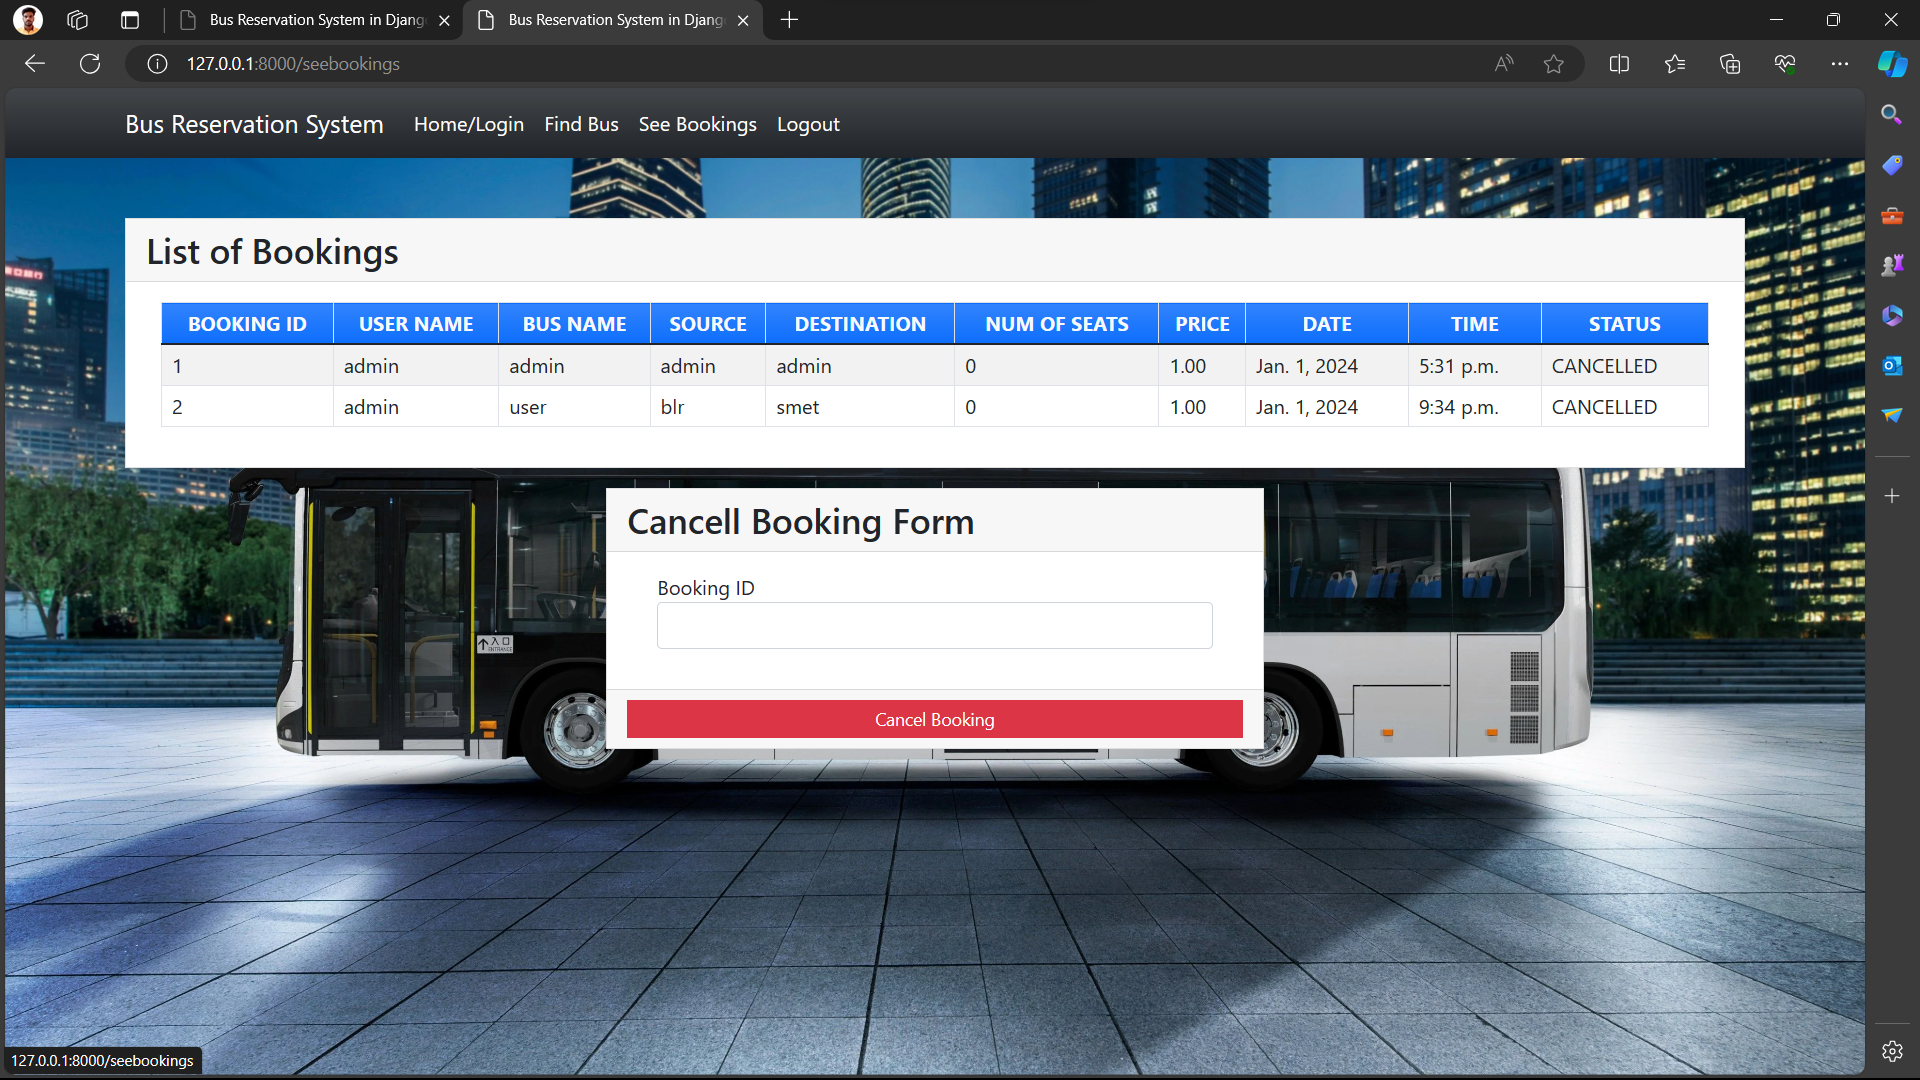 Bus Reservation System in Djang
Bus Reservation System in Djang
127.0.0.1:8000/seebookings
Bus Reservation System Home/Login Find Bus See Bookings Logout
List of Bookings
BOOKING ID USER NAME BUS NAME SOURCE DESTINATION NUM OF SEATS PRICE DATE TIME STATUS
1 admin admin admin admin 0 1.00 Jan. 1, 2024 5:31 p.m. CANCELLED
2 admin user blr smet 0 1.00 Jan. 1, 2024 9:34 p.m. CANCELLED
Cancell Booking Form
Booking ID
入口
ENTRANCE
Cancel Booking
127.0.0.1:8000/seebookings